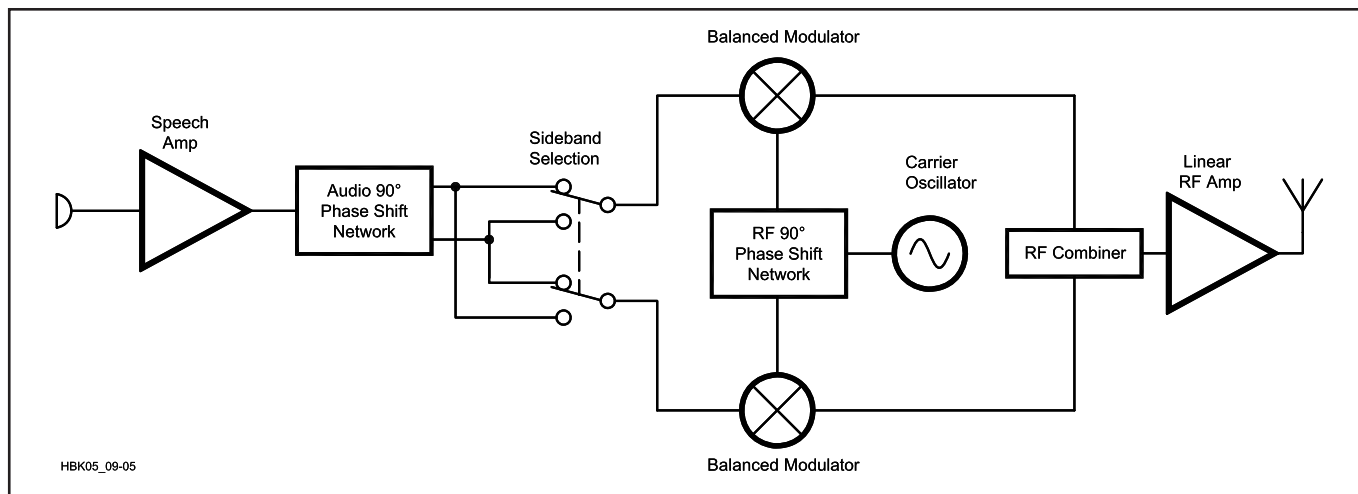 Balanced Modulator
Speech
Amp
Sideband
Selection
Carrier
Oscillator
Linear
RF Amp
Audio 90°
Phase Shift
Network
RF 90°
Phase Shift
Network
RF Combiner
Balanced Modulator
HBK05_09-05